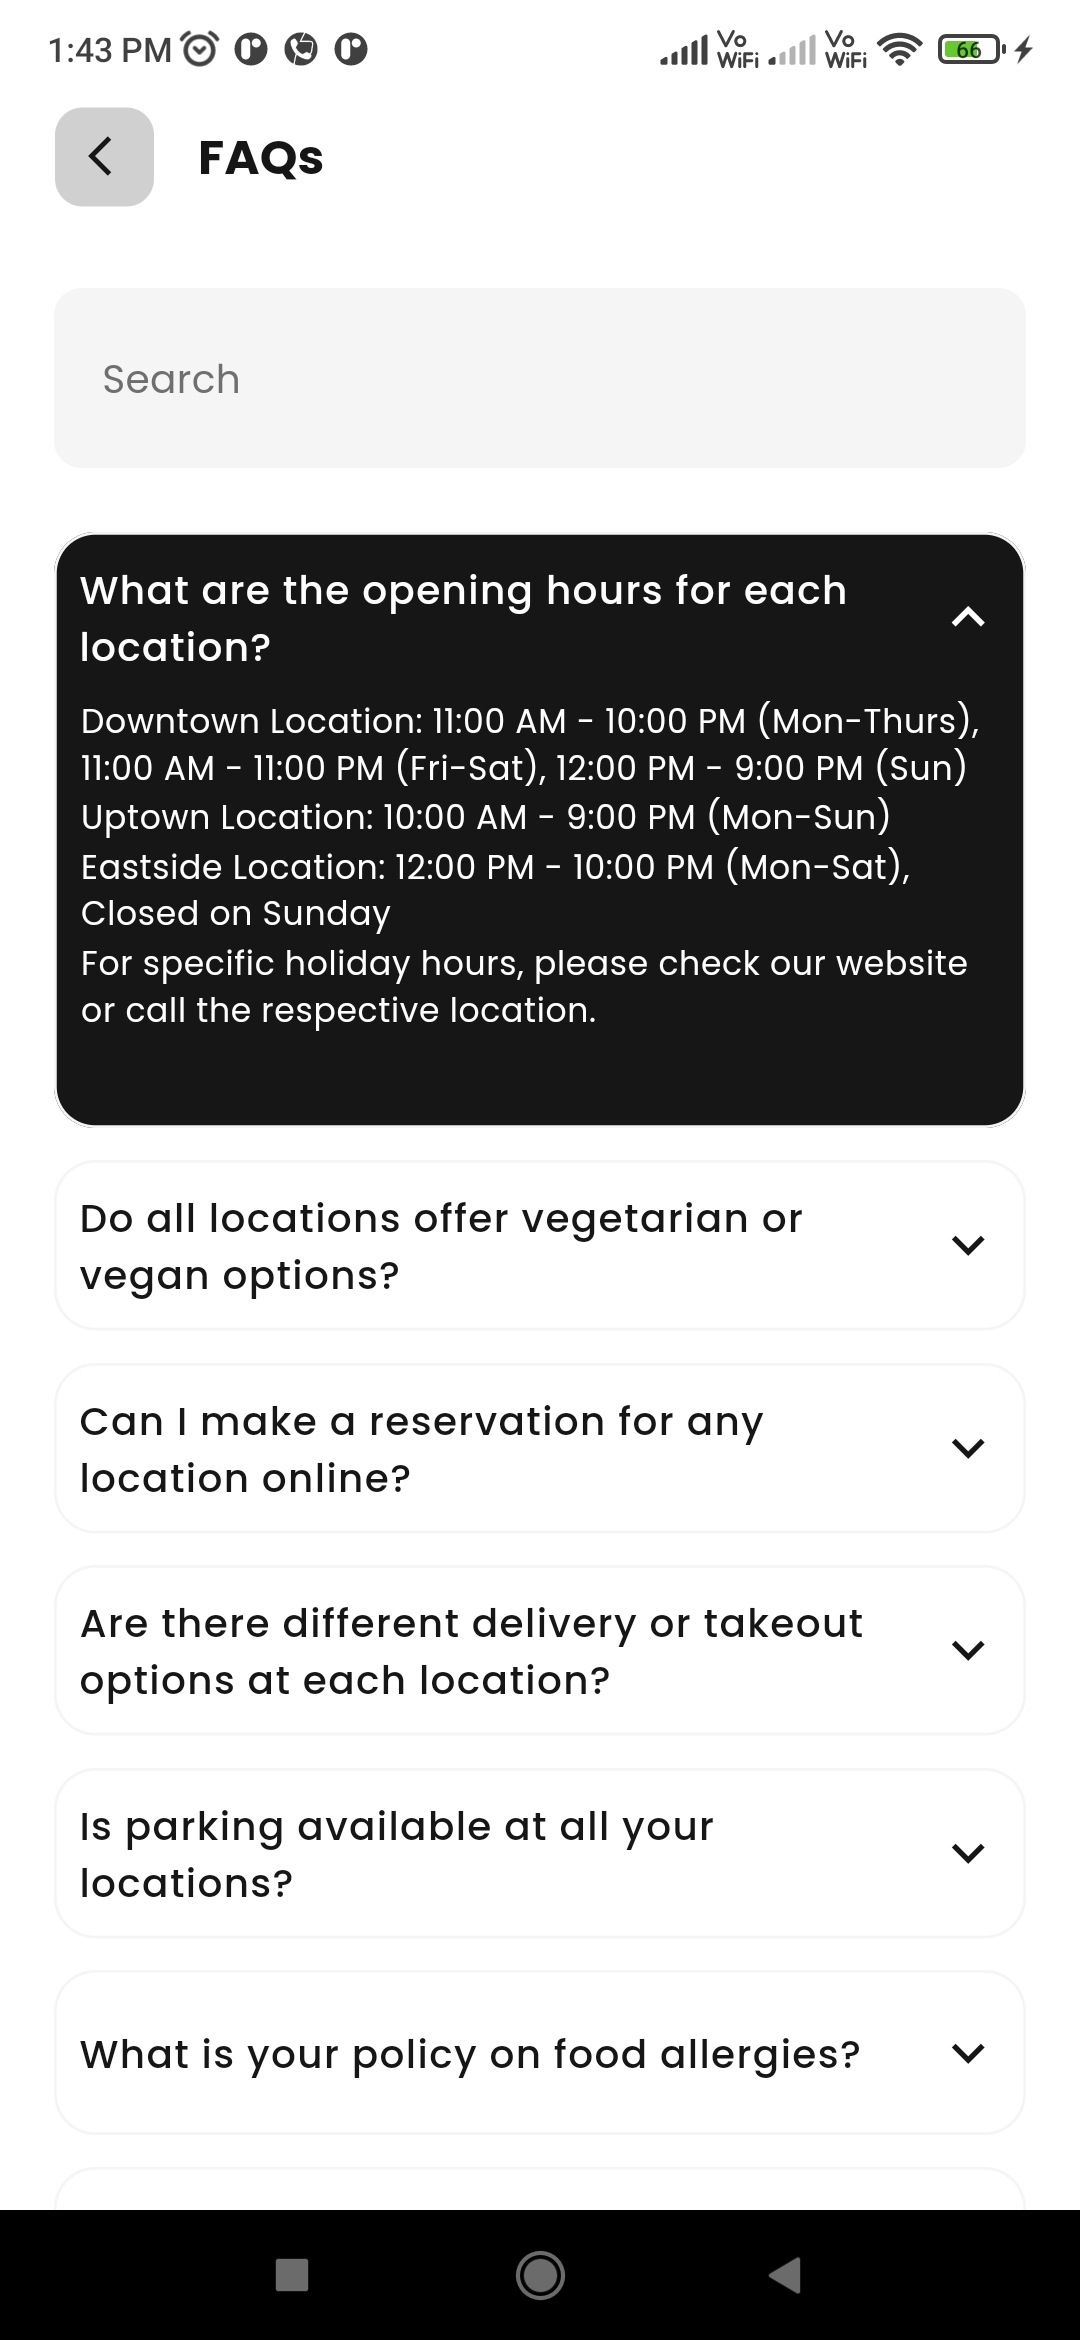 1:43 PM
Vo WiFi
Vo WiFi
66
FAQs
Search
What are the opening hours for each
location?
Downtown Location: 11:00 AM - 10:00 PM (Mon-Thurs),
11:00 AM - 11:00 PM (Fri-Sat), 12:00 PM - 9:00 PM (Sun)
Uptown Location: 10:00 AM - 9:00 PM (Mon-Sun)
Eastside Location: 12:00 PM - 10:00 PM (Mon-Sat),
Closed on Sunday
For specific holiday hours, please check our website
or call the respective location.
Do all locations offer vegetarian or
vegan options?
Can I make a reservation for any
location online?
Are there different delivery or takeout
options at each location?
Is parking available at all your
locations?
What is your policy on food allergies?